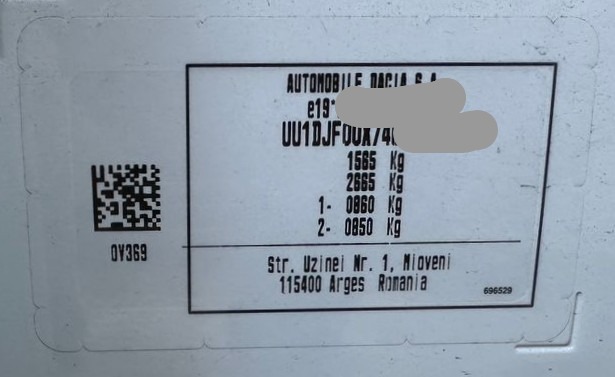 AUTOMOBILE DACIA S.A.
e19*
UU1DJF00X74
1565 Kg
2665 Kg
1- 0860 Kg
2- 0850 Kg
0V369
Str. Uzinei Nr. 1, Mioveni
115400 Arges Romania
696529